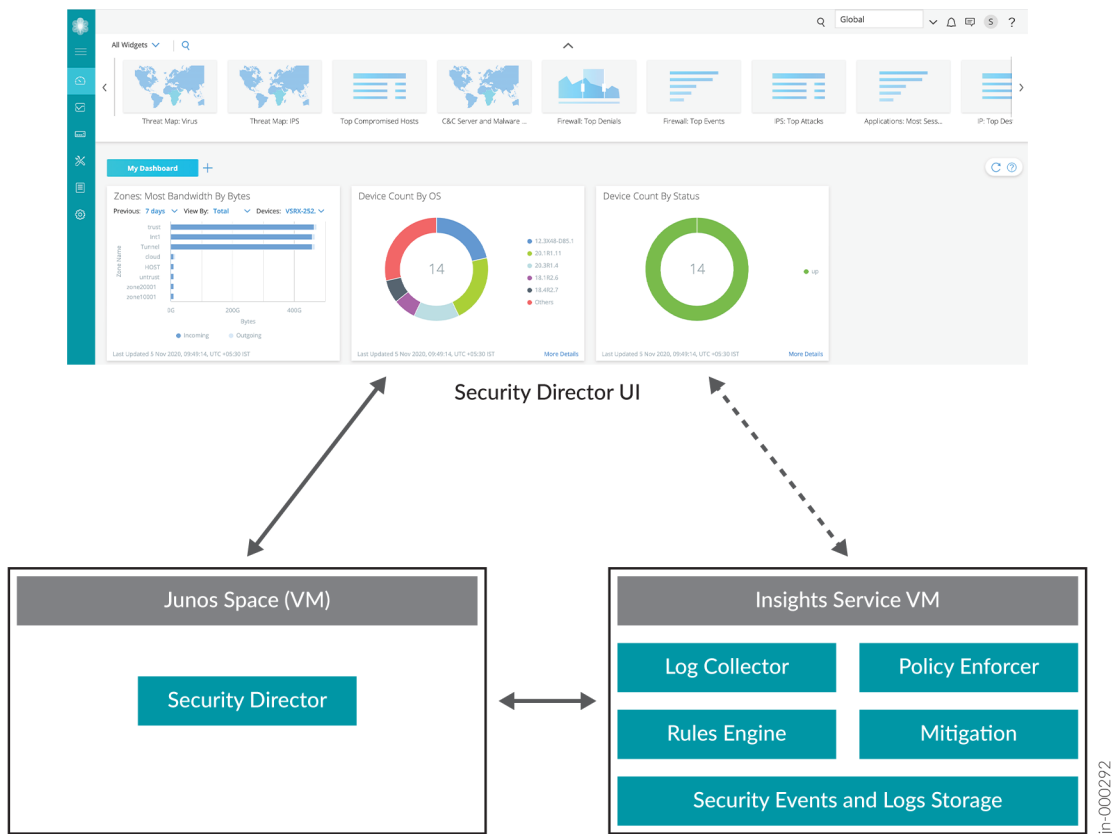 Global
S
?
All Widgets
Threat Map: Virus
Threat Map: IPS
Top Compromised Hosts
C&C Server and Malware ...
Firewall: Top Denials
Firewall: Top Events
IPS: Top Attacks
Applications: Most Sess...
IP: Top Des
My Dashboard +
Zones: Most Bandwidth By Bytes
Previous: 7 days View By: Total Devices: VSRX-252.
Zone Name
trust
Int1
Tunnel
cloud
HOST
untrust
zone20001
zone10001
0G 200G 400G
Bytes
Incoming Outgoing
Last Updated 5 Nov 2020, 09:49:14, UTC +05:30 IST
Device Count By OS
14
12.3X48-D85.1
20.1R1.11
20.3R1.4
18.1R2.6
18.4R2.7
Others
Last Updated 5 Nov 2020, 09:49:14, UTC +05:30 IST More Details
Device Count By Status
14
up
Last Updated 5 Nov 2020, 09:49:14, UTC +05:30 IST More Details
Security Director UI
Junos Space (VM)
Security Director
Insights Service VM
Log Collector
Policy Enforcer
Rules Engine
Mitigation
Security Events and Logs Storage
jn-000292